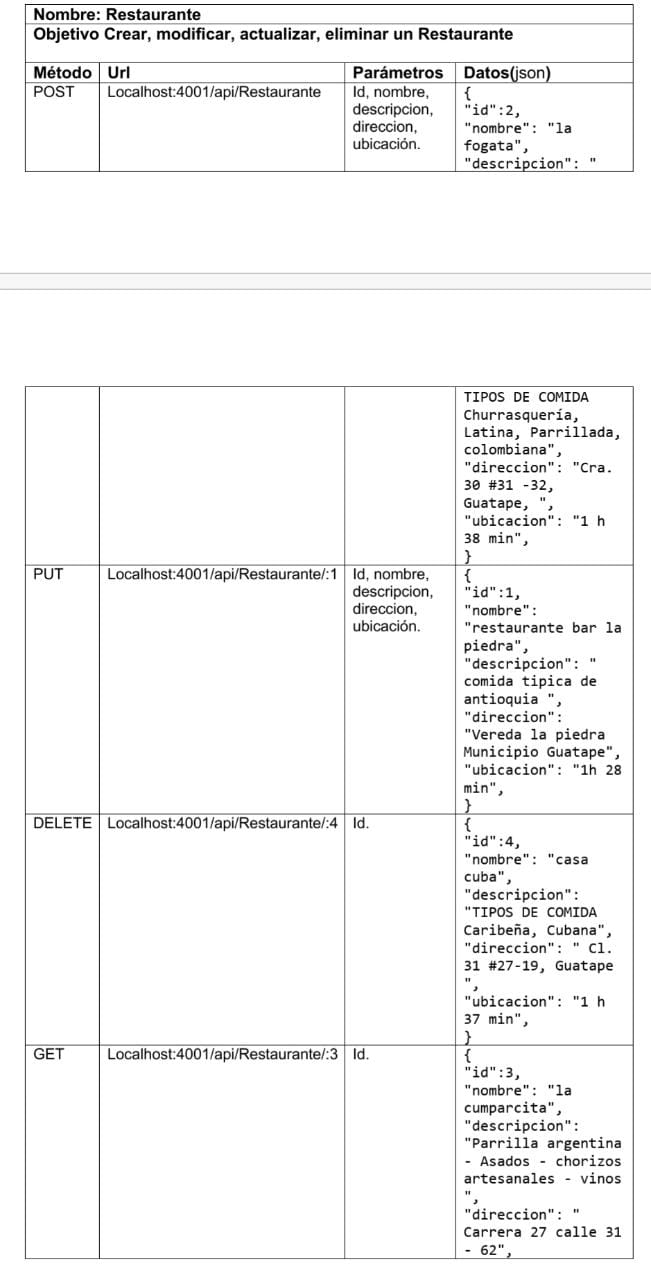 Nombre: Restaurante
Objetivo Crear, modificar, actualizar, eliminar un Restaurante
Método Url Parámetros Datos(json)
POST Localhost:4001/api/Restaurante Id, nombre, {
descripcion, "id":2,
direccion, "nombre": "la
ubicación. fogata",
"descripcion": "
TIPOS DE COMIDA
Churrasquería,
Latina, Parrillada,
colombiana",
"direccion": "Cra.
30 #31 -32,
Guatape, ",
"ubicacion": "1 h
38 min",
}
PUT Localhost:4001/api/Restaurante/:1 Id, nombre, {
descripcion, "id":1,
direccion, "nombre":
ubicación. "restaurante bar la
piedra",
"descripcion": "
comida tipica de
antioquia ",
"direccion":
"Vereda la piedra
Municipio Guatape",
"ubicacion": "1h 28
min",
}
DELETE Localhost:4001/api/Restaurante/:4 Id. {
"id":4,
"nombre": "casa
cuba",
"descripcion":
"TIPOS DE COMIDA
Caribeña, Cubana",
"direccion": " Cl.
31 #27-19, Guatape
",
"ubicacion": "1 h
37 min",
}
GET Localhost:4001/api/Restaurante/:3 Id. {
"id":3,
"nombre": "la
cumparcita",
"descripcion":
"Parrilla argentina
- Asados - chorizos
artesanales - vinos
",
"direccion": "
Carrera 27 calle 31
- 62",